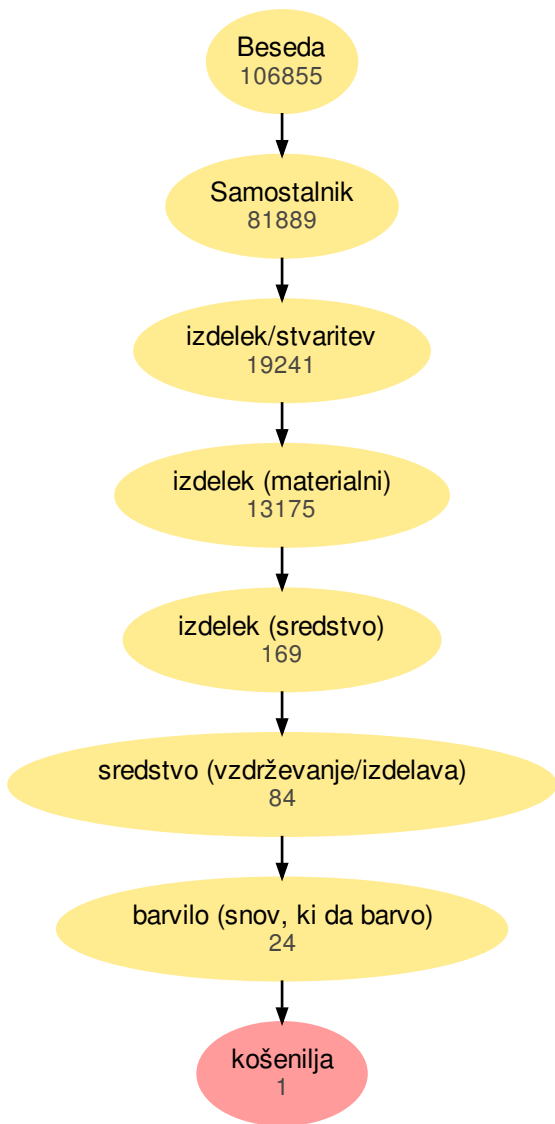 Beseda
106855
Samostalnik
81889
izdelek/stvaritev
19241
izdelek (materialni)
13175
izdelek (sredstvo)
169
sredstvo (vzdrževanje/izdelava)
84
barvilo (snov, ki da barvo)
24
košenilja
1